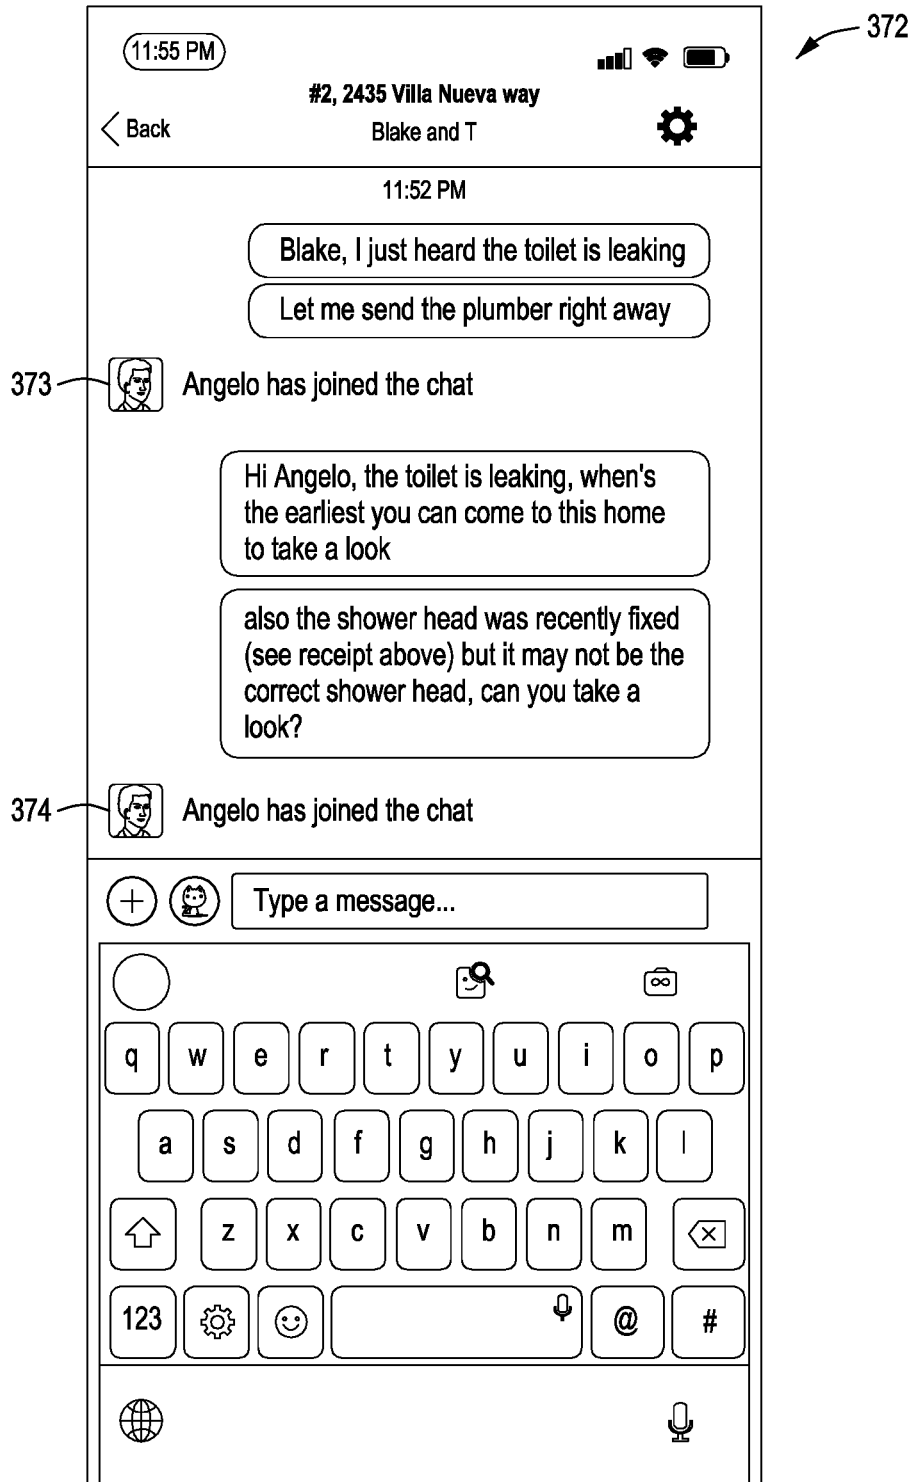 372
11:55 PM
#2, 2435 Villa Nueva way
Back
Blake and T
11:52 PM
Blake, I just heard the toilet is leaking
Let me send the plumber right away
373
Angelo has joined the chat
Hi Angelo, the toilet is leaking, when's
the earliest you can come to this home
to take a look
also the shower head was recently fixed
(see receipt above) but it may not be the
correct shower head, can you take a
look?
374
Angelo has joined the chat
Type a message...
q w e r t y u i o p
a s d f g h j k l
z x c v b n m
123 @ #